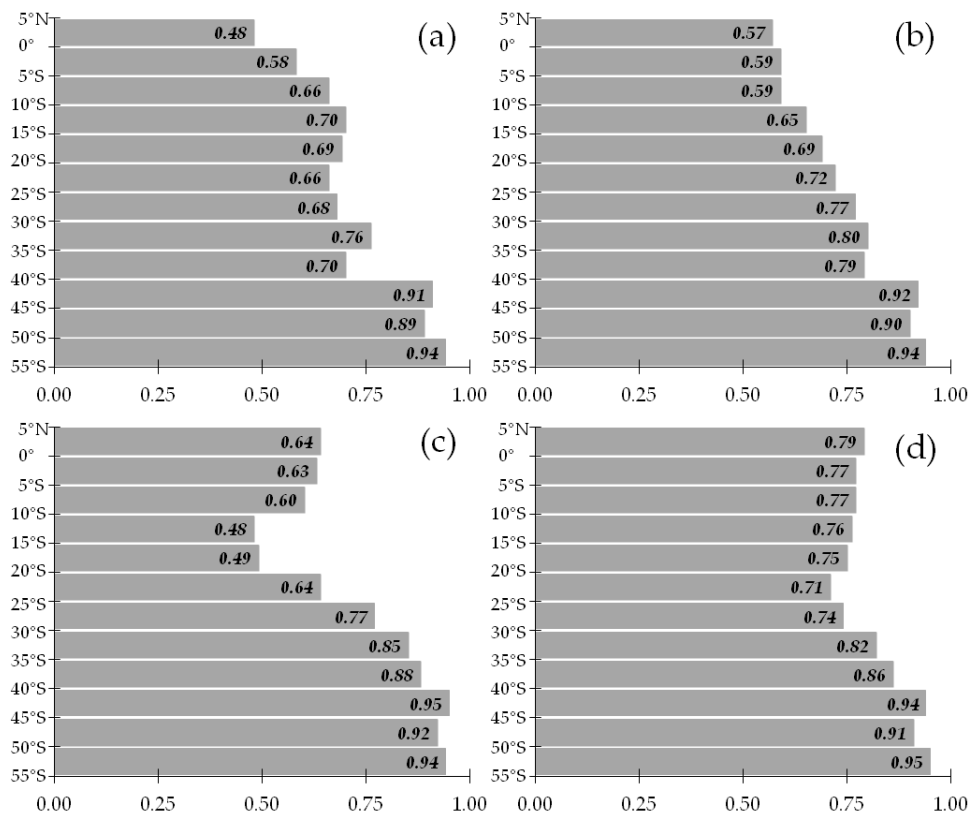 5°N
0.48
(a)
0°
0.58
5°S
0.66
10°S
0.70
15°S
0.69
20°S
0.66
25°S
0.68
30°S
0.76
35°S
0.70
40°S
0.91
45°S
0.89
50°S
0.94
55°S
0.00 0.25 0.50 0.75 1.00
5°N
0.57
(b)
0°
0.59
5°S
0.59
10°S
0.65
15°S
0.69
20°S
0.72
25°S
0.77
30°S
0.80
35°S
0.79
40°S
0.92
45°S
0.90
50°S
0.94
55°S
0.00 0.25 0.50 0.75 1.00
5°N
0.64
(c)
0°
0.63
5°S
0.60
10°S
0.48
15°S
0.49
20°S
0.64
25°S
0.77
30°S
0.85
35°S
0.88
40°S
0.95
45°S
0.92
50°S
0.94
55°S
0.00 0.25 0.50 0.75 1.00
5°N
0.79
(d)
0°
0.77
5°S
0.77
10°S
0.76
15°S
0.75
20°S
0.71
25°S
0.74
30°S
0.82
35°S
0.86
40°S
0.94
45°S
0.91
50°S
0.95
55°S
0.00 0.25 0.50 0.75 1.00